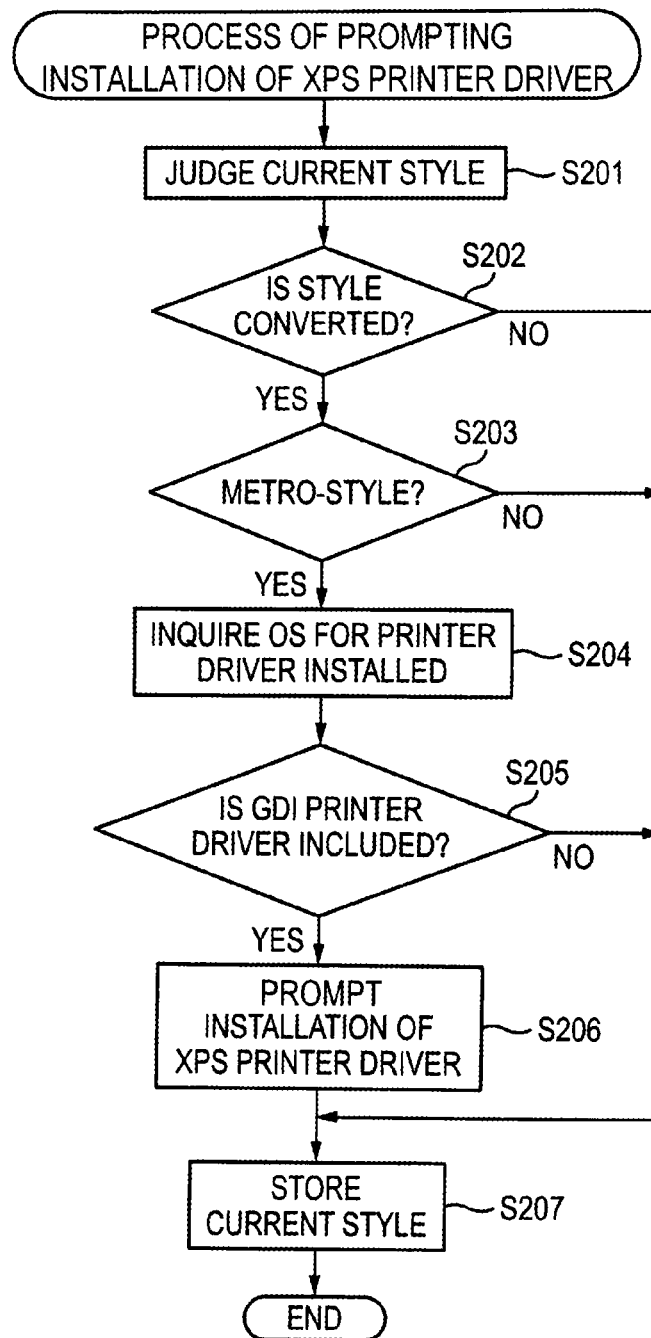 PROCESS OF PROMPTING
INSTALLATION OF XPS PRINTER DRIVER
JUDGE CURRENT STYLE
S201
S202
IS STYLE
CONVERTED?
NO
YES
S203
METRO-STYLE?
NO
YES
INQUIRE OS FOR PRINTER
DRIVER INSTALLED
S204
S205
IS GDI PRINTER
DRIVER INCLUDED?
NO
YES
PROMPT
INSTALLATION OF
XPS PRINTER DRIVER
S206
STORE
CURRENT STYLE
S207
END